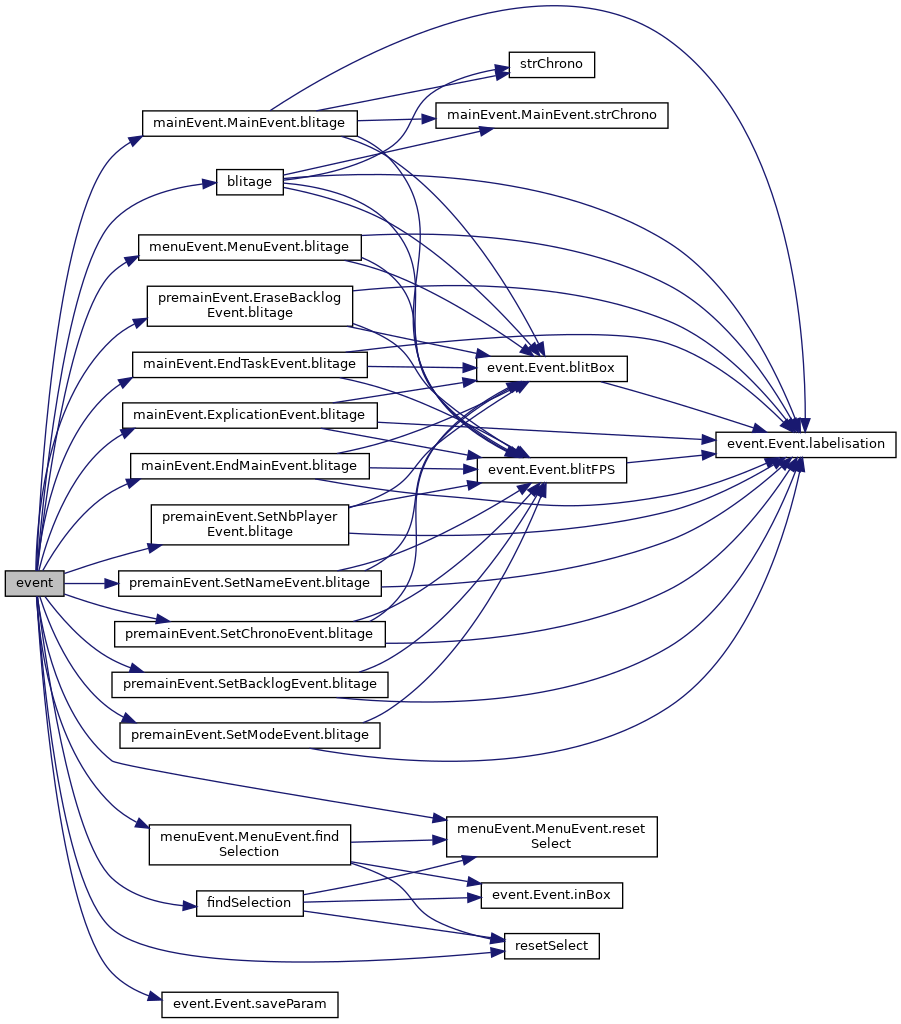 strChrono
mainEvent.MainEvent.strChrono
mainEvent.MainEvent.blitage
blitage
menuEvent.MenuEvent.blitage
premainEvent.EraseBacklog
Event.blitage
mainEvent.EndTaskEvent.blitage
event.Event.blitBox
mainEvent.ExplicationEvent.blitage
event.Event.labelisation
mainEvent.EndMainEvent.blitage
event.Event.blitFPS
premainEvent.SetNbPlayer
Event.blitage
event
premainEvent.SetNameEvent.blitage
premainEvent.SetChronoEvent.blitage
premainEvent.SetBacklogEvent.blitage
premainEvent.SetModeEvent.blitage
menuEvent.MenuEvent.find
Selection
menuEvent.MenuEvent.reset
Select
findSelection
event.Event.inBox
resetSelect
event.Event.saveParam